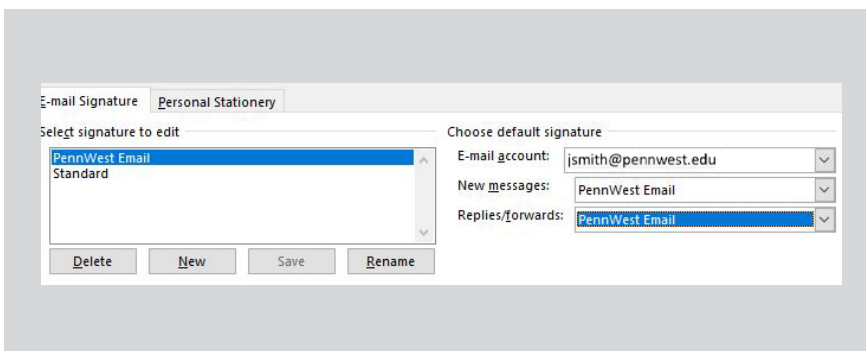 E-mail Signature Personal Stationery
Select signature to edit
PennWest Email
Standard
Delete New Save Rename
Choose default signature
E-mail account: jsmith@pennwest.edu
New messages: PennWest Email
Replies/forwards: PennWest Email